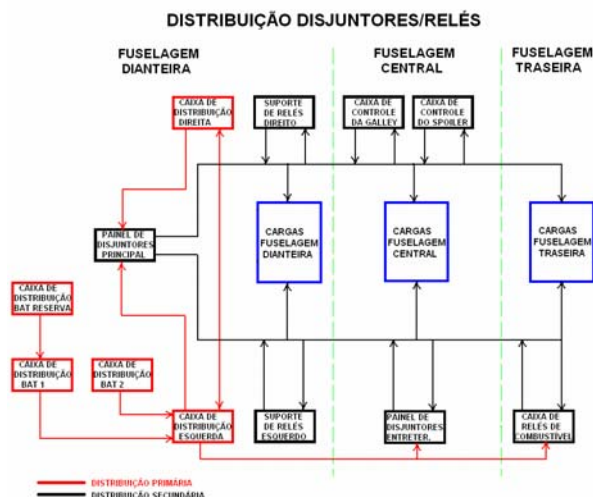 DISTRIBUIÇÃO DISJUNTORES/RELÉS
FUSELAGEM
DIANTEIRA
FUSELAGEM
CENTRAL
FUSELAGEM
TRASEIRA
CAIXA DE
DISTRIBUIÇÃO
DIREITA
SUPORTE
DE RELÉS
DIREITO
CAIXA DE
CONTROLE
DA GALLEY
CAIXA DE
CONTROLE
DO SPOILER
PAINEL DE
DISJUNTORES
PRINCIPAL
CARGAS
FUSELAGEM
DIANTEIRA
CARGAS
FUSELAGEM
CENTRAL
CARGAS
FUSELAGEM
TRASEIRA
CAIXA DE
DISTRIBUIÇÃO
BAT RESERVA
CAIXA DE
DISTRIBUIÇÃO
BAT 1
CAIXA DE
DISTRIBUIÇÃO
BAT 2
CAIXA DE
DISTRIBUIÇÃO
ESQUERDA
SUPORTE
DE RELÉS
ESQUERDO
PAINEL DE
DISJUNTORES
ENTRETER.
CAIXA DE
RELÉS DE
COMBUSTÍVEL
DISTRIBUIÇÃO PRIMÁRIA
DISTRIBUIÇÃO SECUNDÁRIA